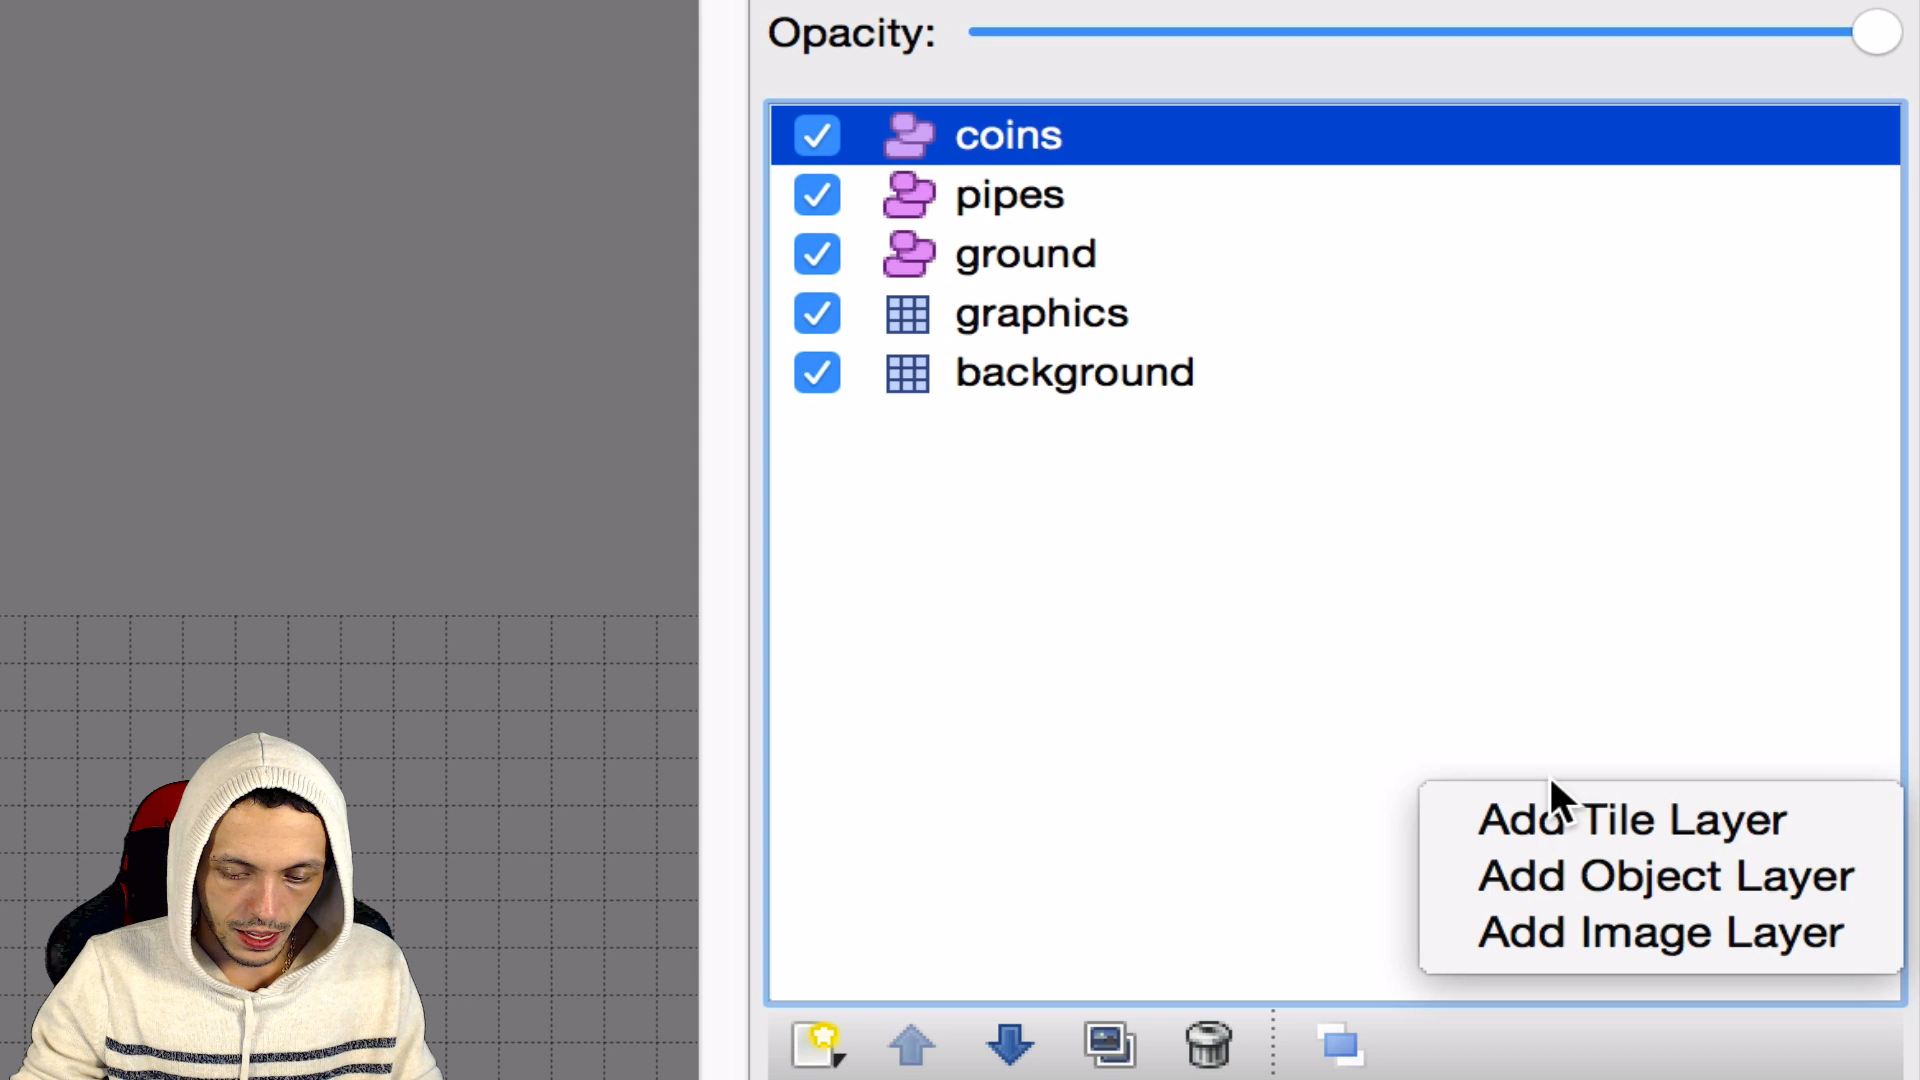 Opacity:
coins
pipes
ground
graphics
background
Add Tile Layer
Add Object Layer
Add Image Layer